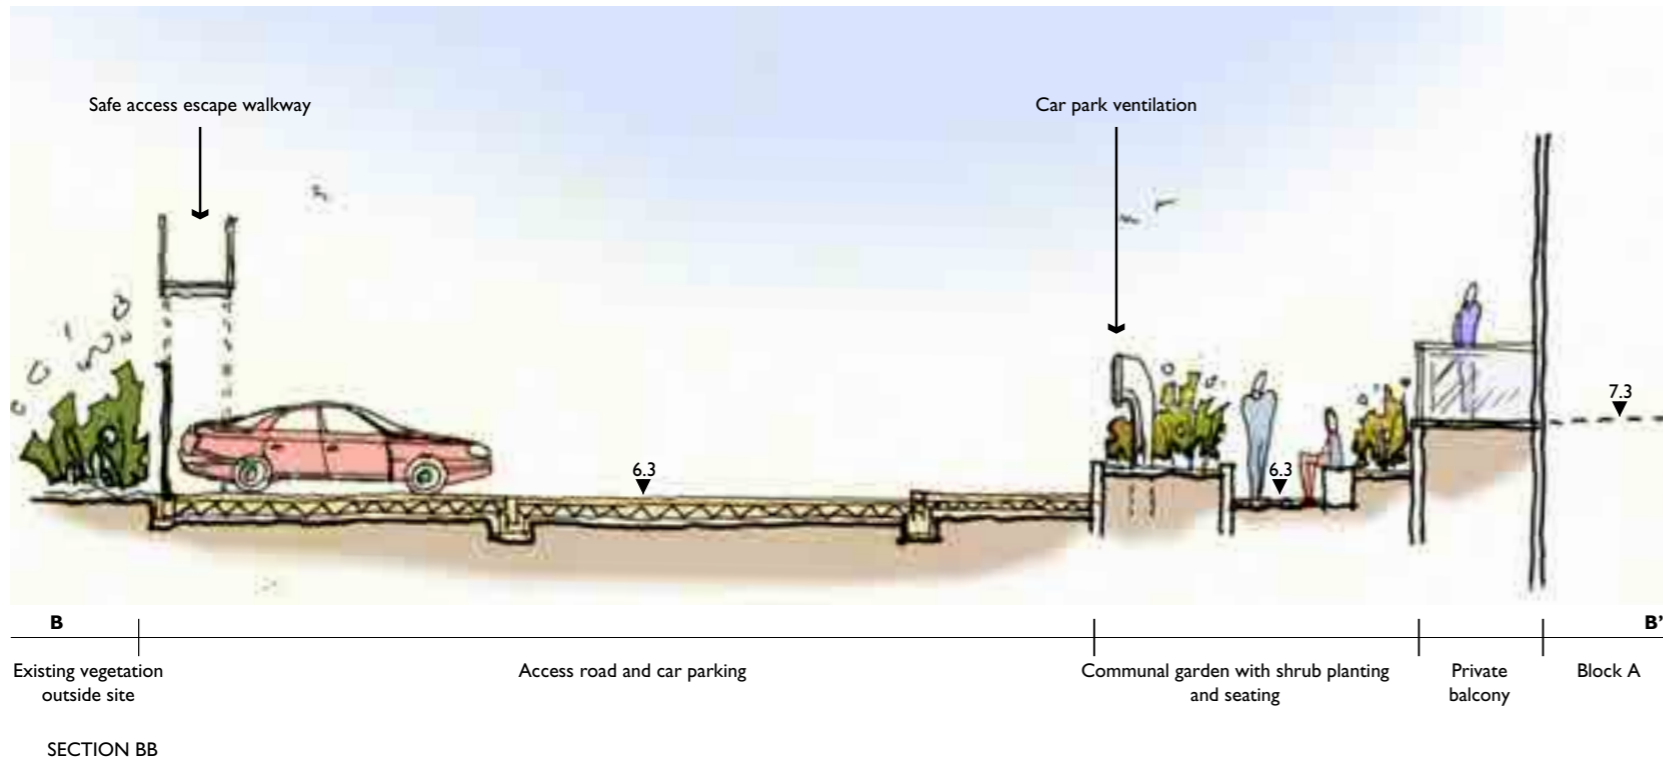 Safe access escape walkway
Car park ventilation
7.3
6.3
6.3
B
B’
Existing vegetation
outside site
Access road and car parking
Communal garden with shrub planting
and seating
Private
balcony
Block A
SECTION BB